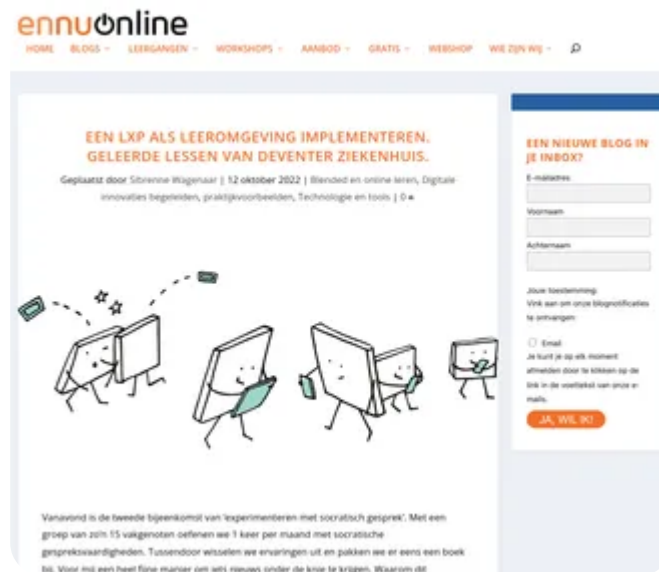 ennuonline
HOME BLOGS LEERGANGEN WORKSHOPS AANBOD GRATIS WEBSHOP WIE ZIJN WIJ
EEN LXP ALS LEEROMGEVING IMPLEMENTEREN.
GELEERDE LESSEN VAN DEVENTER ZIEKENHUIS.
Geplaatst door Sibrenne Wagenaar | 12 oktober 2022 | Blended en online leren, Digitale
innovaties begeleiden, praktijkvoorbeelden, Technologie en tools | 0
Vanavond is de tweede bijeenkomst van 'experimenteren met socratisch gesprek'. Met een
groep van zo'n 15 vakgenoten oefenen we 1 keer per maand met socratische
gespreksvaardigheden. Tussendoor wisselen we ervaringen uit en pakken we er eens een boek
bij. Voor mij een heel fijne manier om iets nieuws onder de knie te krijgen. Waarom dit
EEN NIEUWE BLOG IN
JE INBOX?
E-mailadres
Voornaam
Achternaam
Jouw toestemming:
Vink aan om onze blognotificaties
te ontvangen:
Email
Je kunt je op elk moment
afmelden door te klikken op de
link in de voettekst van onze e-
mails.
JA, WIL IK!